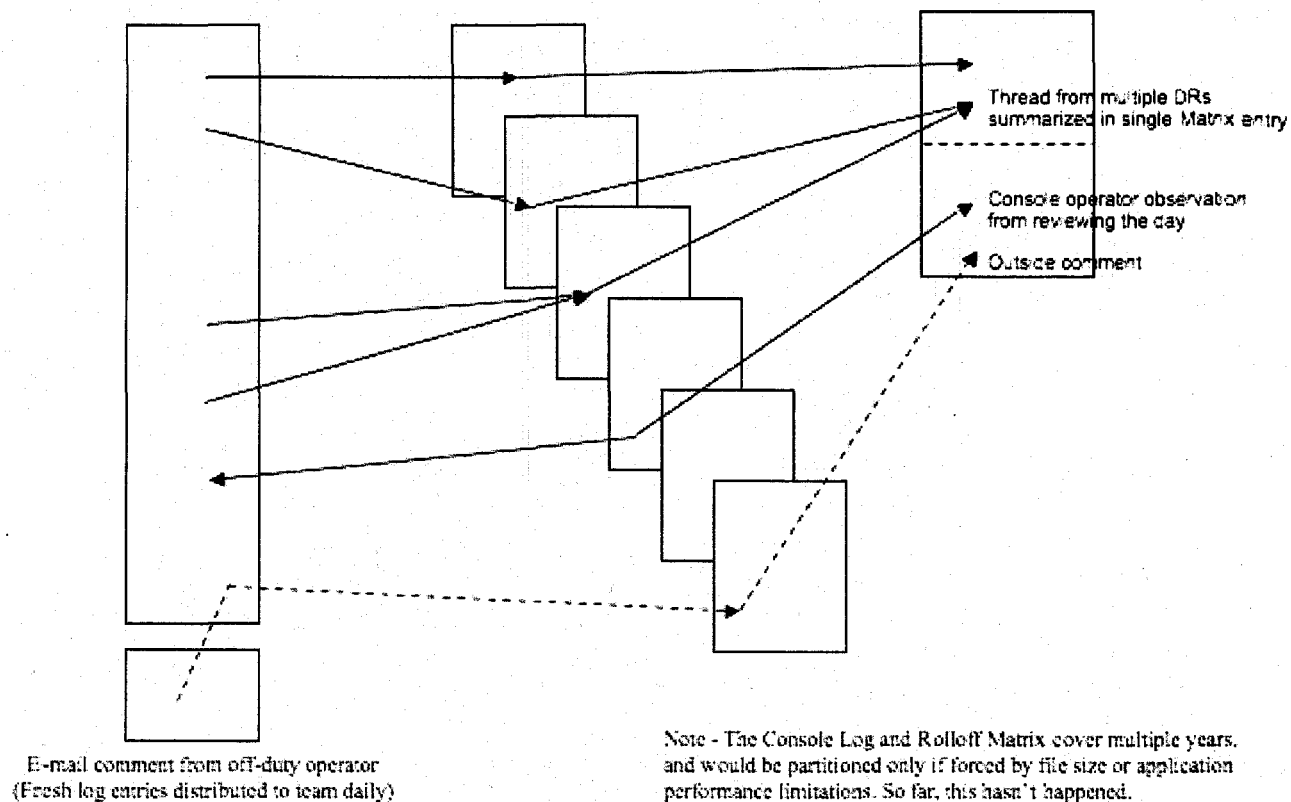 Thread from multiple DRs
summarized in single Matrix entry
Console operator observation
from reviewing the day
Outside comment
E-mail comment from off-duty operator
(Fresh log entries distributed to team daily)
Note - The Console Log and Rolloff Matrix cover multiple years,
and would be partitioned only if forced by file size or application
performance limitations. So far, this hasn't happened.